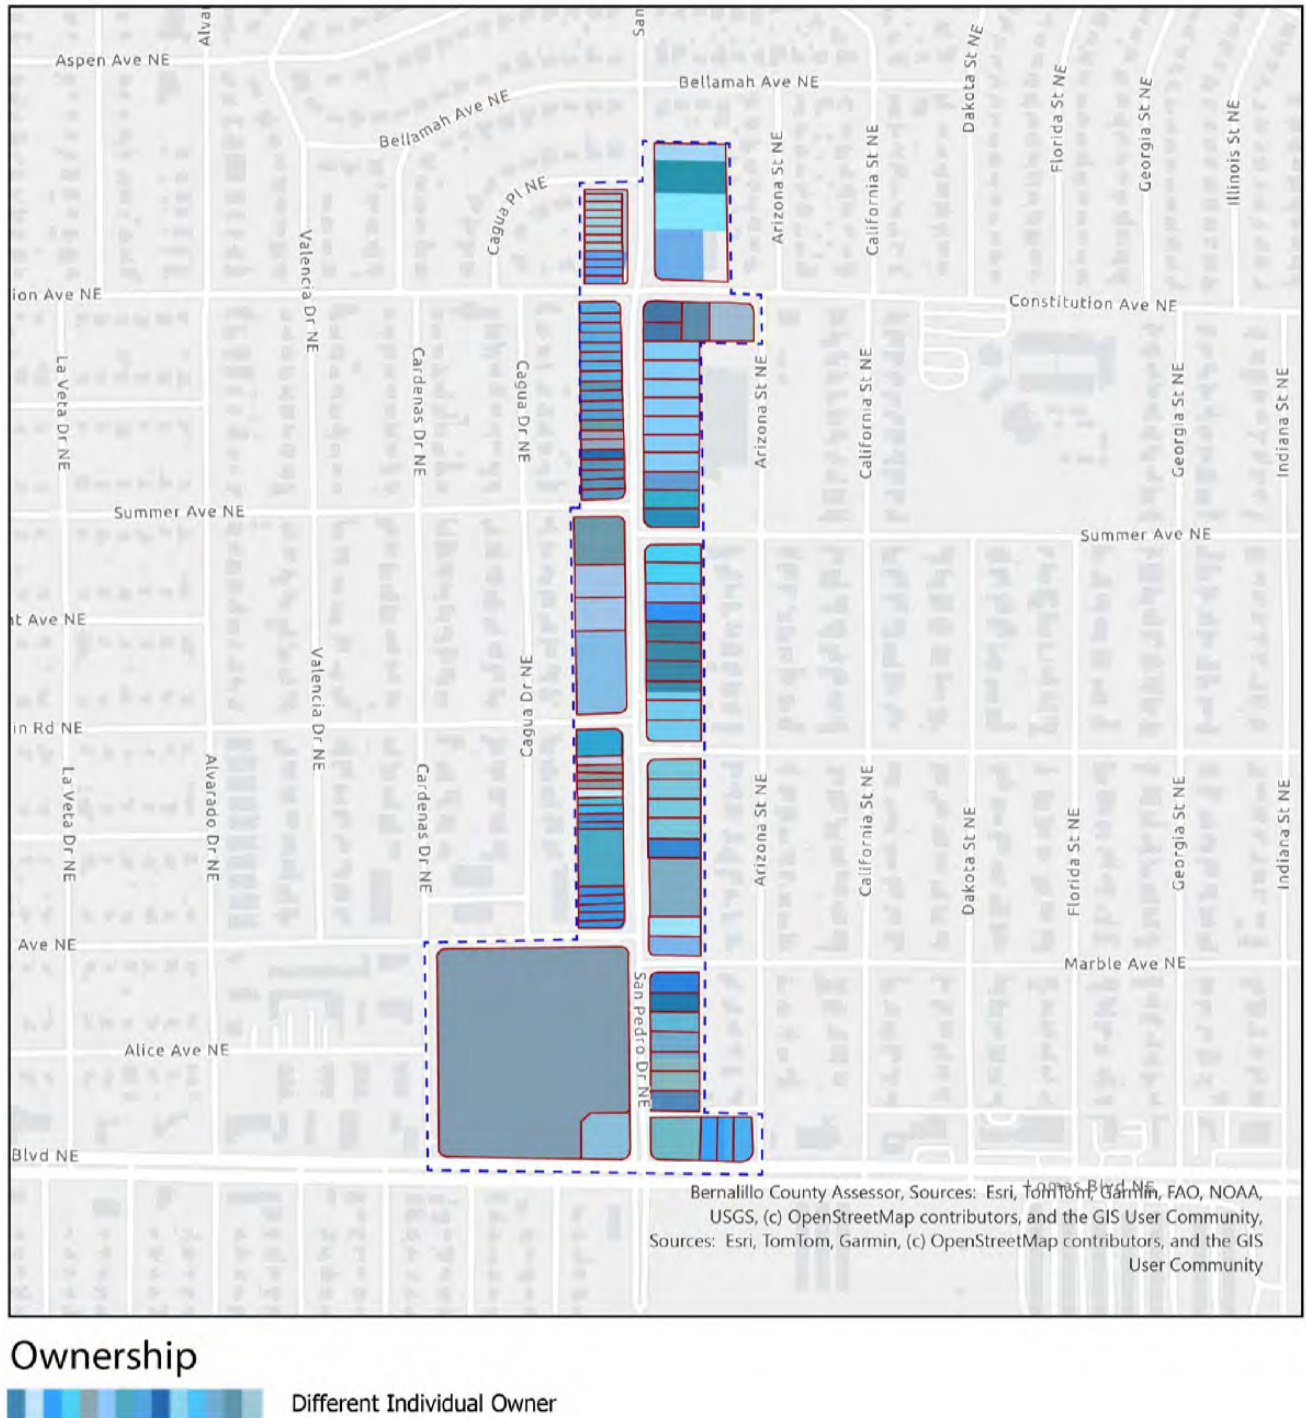 Alvar
San
Aspen Ave NE
Bellamah Ave NE
Bellamah Ave NE
Dakota St NE
Florida St NE
Georgia St NE
Illinois St NE
Arizona St NE
California St NE
Cagua Pl NE
Valencia Dr NE
ion Ave NE
Constitution Ave NE
La Veta Dr NE
Cardenas Dr NE
Cagua Dr NE
Arizona St NE
California St NE
Georgia St NE
Indiana St NE
Summer Ave NE
Summer Ave NE
nt Ave NE
Valencia Dr NE
Cagua Dr NE
in Rd NE
La Veta Dr NE
Alvarado Dr NE
Cardenas Dr NE
Arizona St NE
California St NE
Dakota St NE
Florida St NE
Georgia St NE
Indiana St NE
Ave NE
Marble Ave NE
San Pedro Dr NE
Alice Ave NE
Blvd NE
Lomas Blvd NE
Bernalillo County Assessor, Sources: Esri, TomTom, Garmin, FAO, NOAA,
USGS, (c) OpenStreetMap contributors, and the GIS User Community,
Sources: Esri, TomTom, Garmin, (c) OpenStreetMap contributors, and the GIS
User Community
Ownership
Different Individual Owner